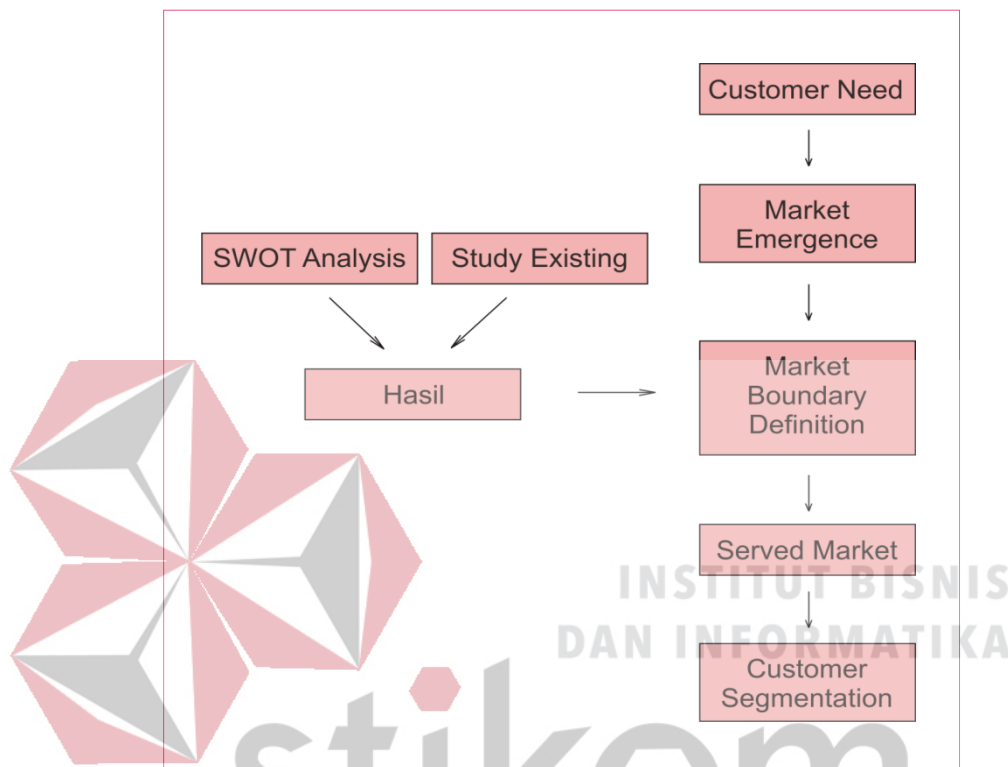 Customer Need
Market
Emergence
SWOT Analysis
Study Existing
Hasil
Market
Boundary
Definition
Served Market
INSTITUT BISNIS
DAN INFORMATIKA
Customer
Segmentation
stikom